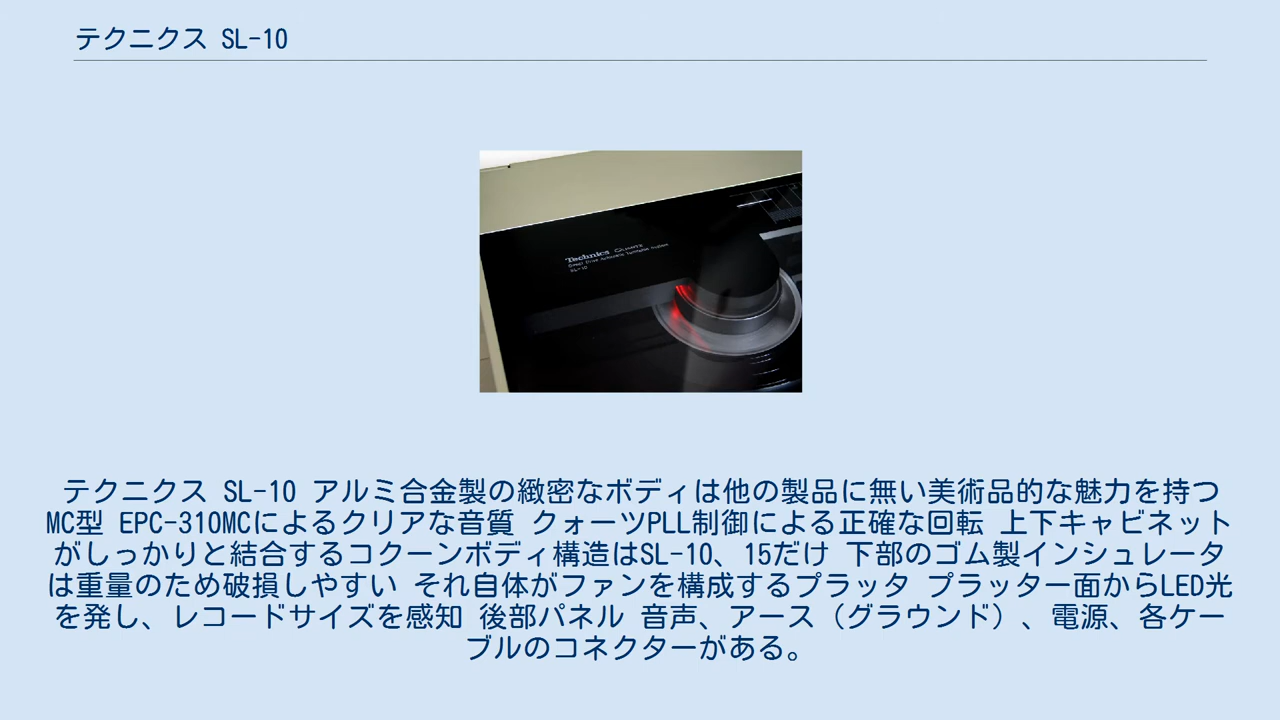 テクニクス SL-10
Technics Quartz
Direct Drive Automatic Turntable System
SL-10
テクニクス SL-10 アルミ合金製の緻密なボディは他の製品に無い美術品的な魅力を持つ
MC型 EPC-310MCによるクリアな音質 クォーツPLL制御による正確な回転 上下キャビネット
がしっかりと結合するコクーンボディ構造はSL-10、15だけ 下部のゴム製インシュレータ
は重量のため破損しやすい それ自体がファンを構成するプラッタ プラッター面からLED光
を発し、レコードサイズを感知 後部パネル 音声、アース（グラウンド）、電源、各ケー
ブルのコネクターがある。